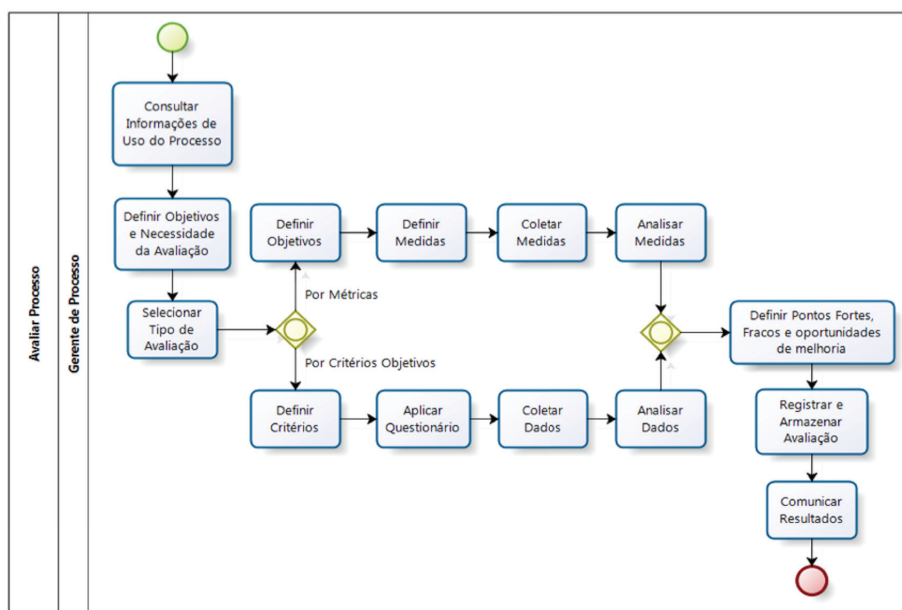 Avaliar Processo
Gerente de Processo
Consultar
Informações de
Uso do Processo
Definir Objetivos
e Necessidade
da Avaliação
Selecionar
Tipo de
Avaliação
Por Métricas
Definir
Objetivos
Definir
Medidas
Coletar
Medidas
Analisar
Medidas
Por Critérios Objetivos
Definir
Critérios
Aplicar
Questionário
Coletar
Dados
Analisar
Dados
Definir Pontos Fortes,
Fracos e oportunidades
de melhoria
Registrar e
Armazenar
Avaliação
Comunicar
Resultados